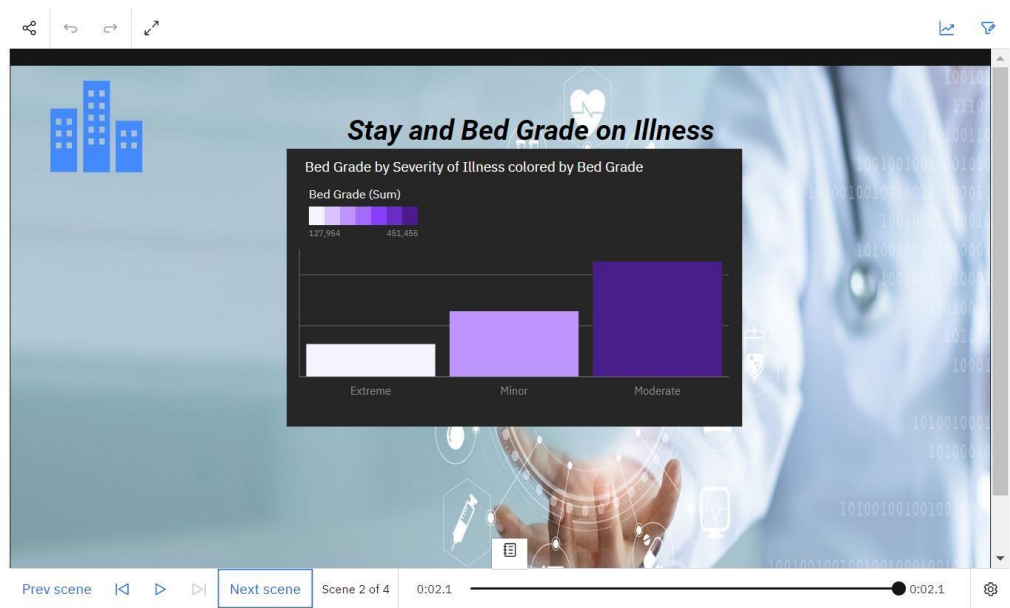 Stay and Bed Grade on Illness
Bed Grade by Severity of Illness colored by Bed Grade
Bed Grade (Sum)
127,954 451,455
Extreme Minor Moderate
Prev scene Next scene Scene 2 of 4 0:02.1 0:02.1